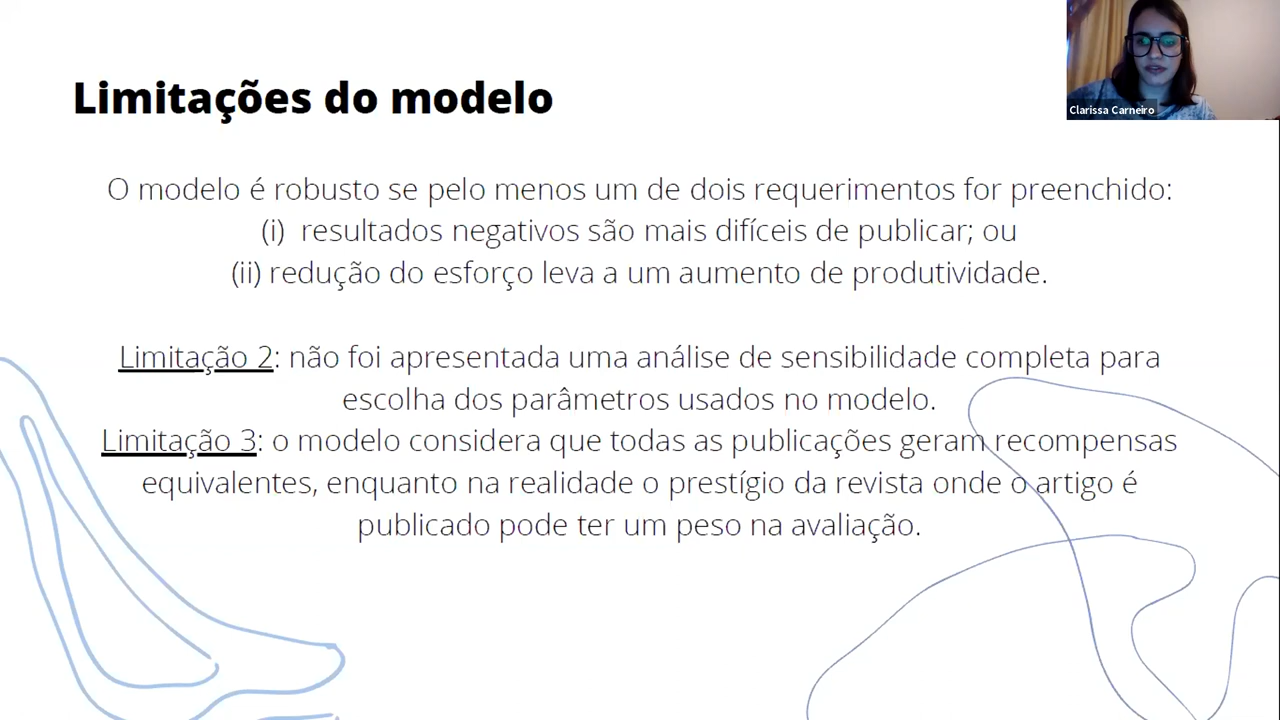 Limitações do modelo
Clarissa Carneiro
O modelo é robusto se pelo menos um de dois requerimentos for preenchido:
(i) resultados negativos são mais difíceis de publicar; ou
(ii) redução do esforço leva a um aumento de produtividade.
Limitação 2: não foi apresentada uma análise de sensibilidade completa para
escolha dos parâmetros usados no modelo.
Limitação 3: o modelo considera que todas as publicações geram recompensas
equivalentes, enquanto na realidade o prestígio da revista onde o artigo é
publicado pode ter um peso na avaliação.